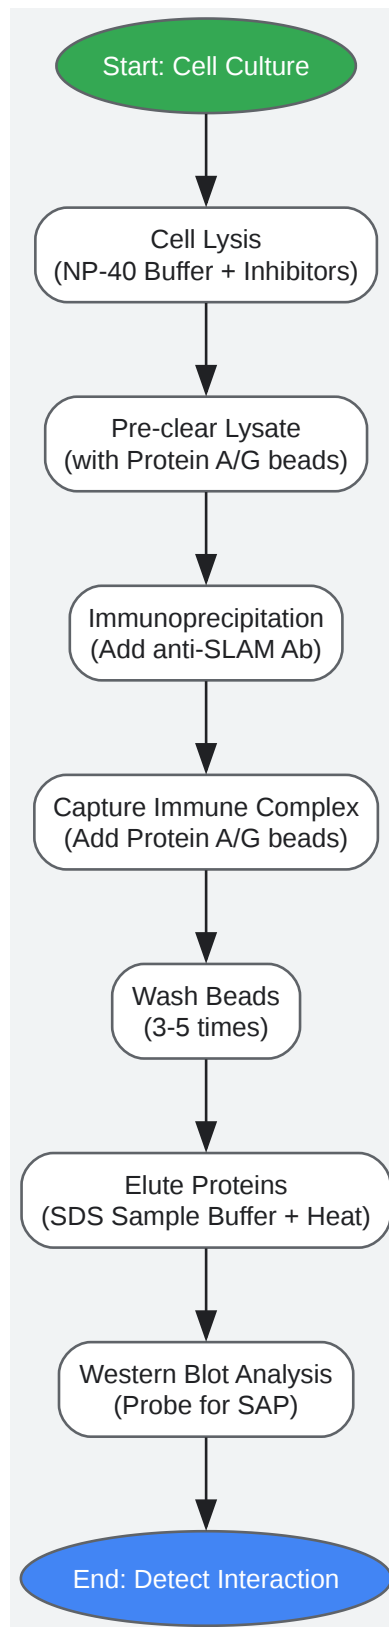 Start: Cell Culture
Cell Lysis
(NP-40 Buffer + Inhibitors)
Pre-clear Lysate
(with Protein A/G beads)
Immunoprecipitation
(Add anti-SLAM Ab)
Capture Immune Complex
(Add Protein A/G beads)
Wash Beads
(3-5 times)
Elute Proteins
(SDS Sample Buffer + Heat)
Western Blot Analysis
(Probe for SAP)
End: Detect Interaction